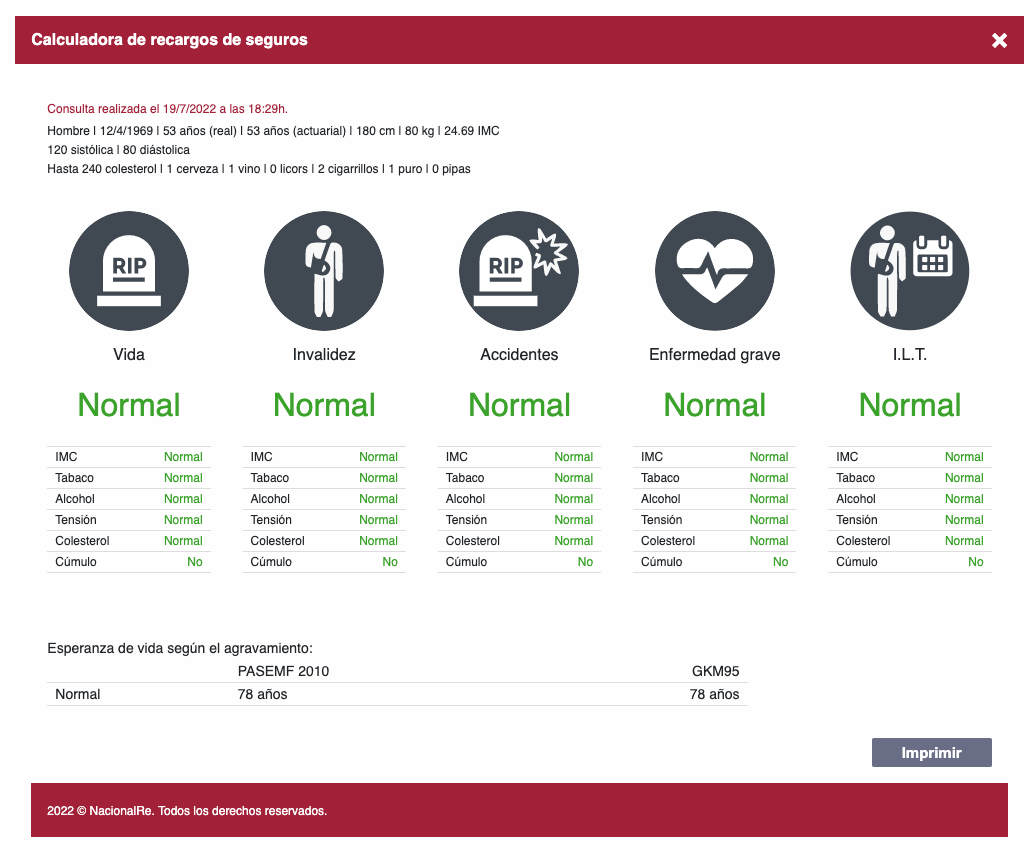 Calculadora de recargos de seguros
Consulta realizada el 19/7/2022 a las 18:29h.
Hombre | 12/4/1969 | 53 años (real) | 53 años (actuarial) | 180 cm | 80 kg | 24.69 IMC
120 sistólica | 80 diástolica
Hasta 240 colesterol | 1 cerveza | 1 vino | 0 licors | 2 cigarrillos | 1 puro | 0 pipas
RIP RIP
Vida Invalidez Accidentes Enfermedad grave I.L.T.
Normal Normal Normal Normal Normal
IMC Normal IMC Normal IMC Normal IMC Normal IMC Normal
Tabaco Normal Tabaco Normal Tabaco Normal Tabaco Normal Tabaco Normal
Alcohol Normal Alcohol Normal Alcohol Normal Alcohol Normal Alcohol Normal
Tensión Normal Tensión Normal Tensión Normal Tensión Normal Tensión Normal
Colesterol Normal Colesterol Normal Colesterol Normal Colesterol Normal Colesterol Normal
Cúmulo No Cúmulo No Cúmulo No Cúmulo No Cúmulo No
Esperanza de vida según el agravamiento:
PASEMF 2010 GKM95
Normal 78 años 78 años
Imprimir
2022 © NacionalRe. Todos los derechos reservados.